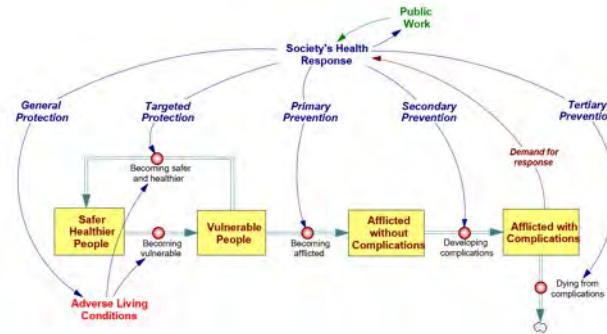 Public
Work
Society's Health
Response
General
Protection
Targeted
Protection
Primary
Prevention
Secondary
Prevention
Tertiary
Prevention
Demand for
response
Becoming safer
and healthier
Safer
Healthier
People
Becoming
vulnerable
Vulnerable
People
Becoming
afflicted
Afflicted
without
Complications
Developing
complications
Afflicted with
Complications
Adverse Living
Conditions
Dying from
complications